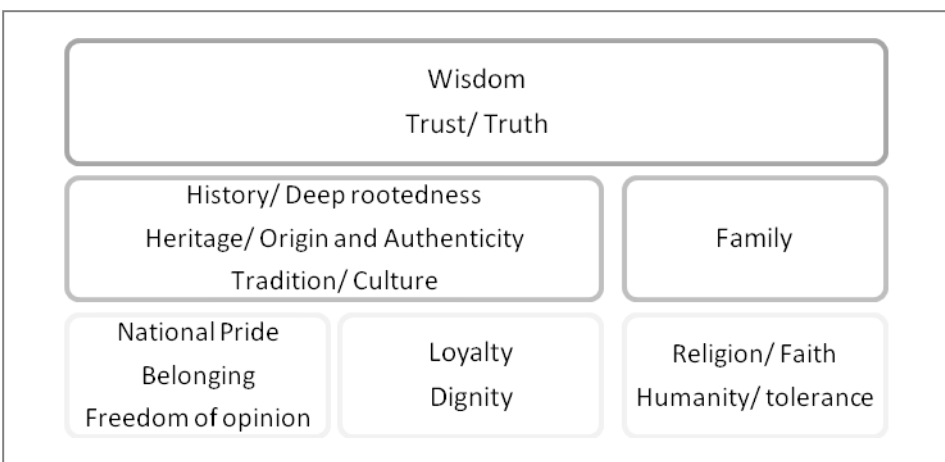 Wisdom
Trust/ Truth
History/ Deep rootedness
Heritage/ Origin and Authenticity
Tradition/ Culture
Family
National Pride
Belonging
Freedom of opinion
Loyalty
Dignity
Religion/ Faith
Humanity/ tolerance